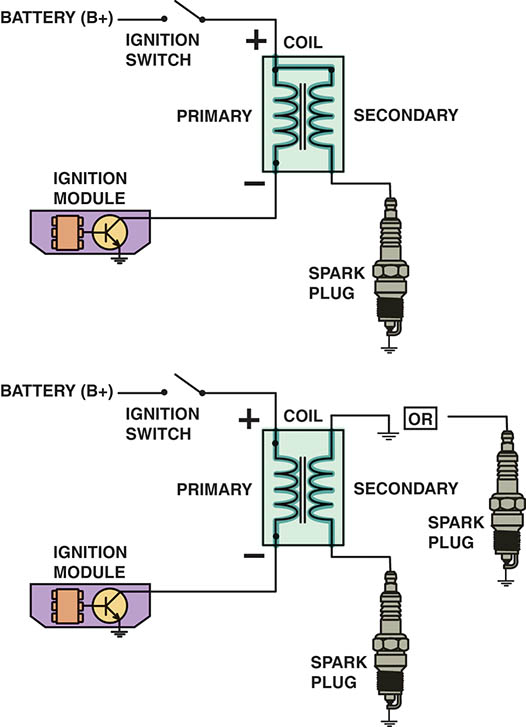 BATTERY (B+)
IGNITION
SWITCH
+
COIL
PRIMARY
SECONDARY
–
IGNITION
MODULE
SPARK
PLUG
BATTERY (B+)
IGNITION
SWITCH
+
COIL
OR
PRIMARY
SECONDARY
SPARK
PLUG
–
IGNITION
MODULE
SPARK
PLUG